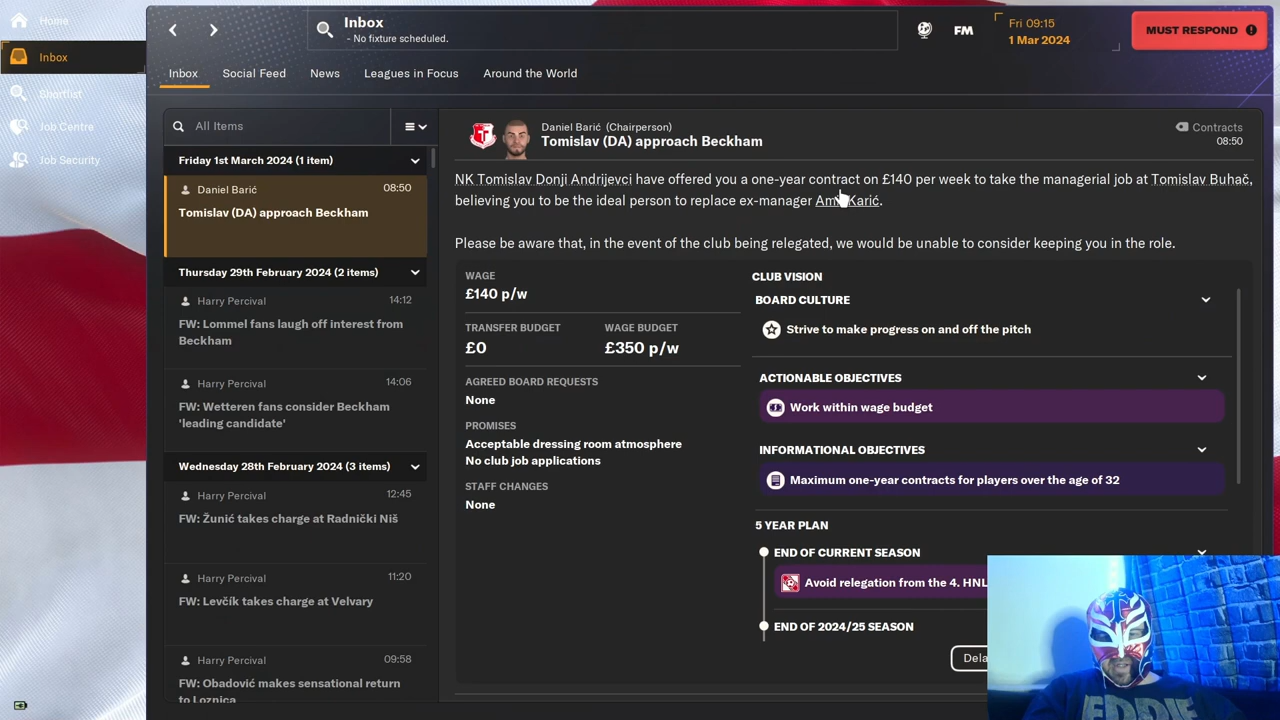 Home
Inbox
Shortlist
Job Centre
Job Security
Inbox
- No fixture scheduled.
FM
Fri 09:15
1 Mar 2024
MUST RESPOND
Inbox
Social Feed
News
Leagues in Focus
Around the World
All Items
Friday 1st March 2024 (1 item)
Daniel Barić
08:50
Tomislav (DA) approach Beckham
Thursday 29th February 2024 (2 items)
Harry Percival
14:12
FW: Lommel fans laugh off interest from
Beckham
Harry Percival
14:06
FW: Wetteren fans consider Beckham
'leading candidate'
Wednesday 28th February 2024 (3 items)
Harry Percival
12:45
FW: Žunić takes charge at Radnički Niš
Harry Percival
11:20
FW: Levčík takes charge at Velvary
Harry Percival
09:58
FW: Obadović makes sensational return
to Loznica
Daniel Barić (Chairperson)
Tomislav (DA) approach Beckham
Contracts
08:50
NK Tomislav Donji Andrijevci have offered you a one-year contract on £140 per week to take the managerial job at Tomislav Buhač,
believing you to be the ideal person to replace ex-manager Karić.
Please be aware that, in the event of the club being relegated, we would be unable to consider keeping you in the role.
WAGE
£140 p/w
TRANSFER BUDGET
£0
WAGE BUDGET
£350 p/w
AGREED BOARD REQUESTS
None
PROMISES
Acceptable dressing room atmosphere
No club job applications
STAFF CHANGES
None
CLUB VISION
BOARD CULTURE
Strive to make progress on and off the pitch
ACTIONABLE OBJECTIVES
Work within wage budget
INFORMATIONAL OBJECTIVES
Maximum one-year contracts for players over the age of 32
5 YEAR PLAN
END OF CURRENT SEASON
Avoid relegation from the 4. HNL
END OF 2024/25 SEASON
Dela
EDDIE